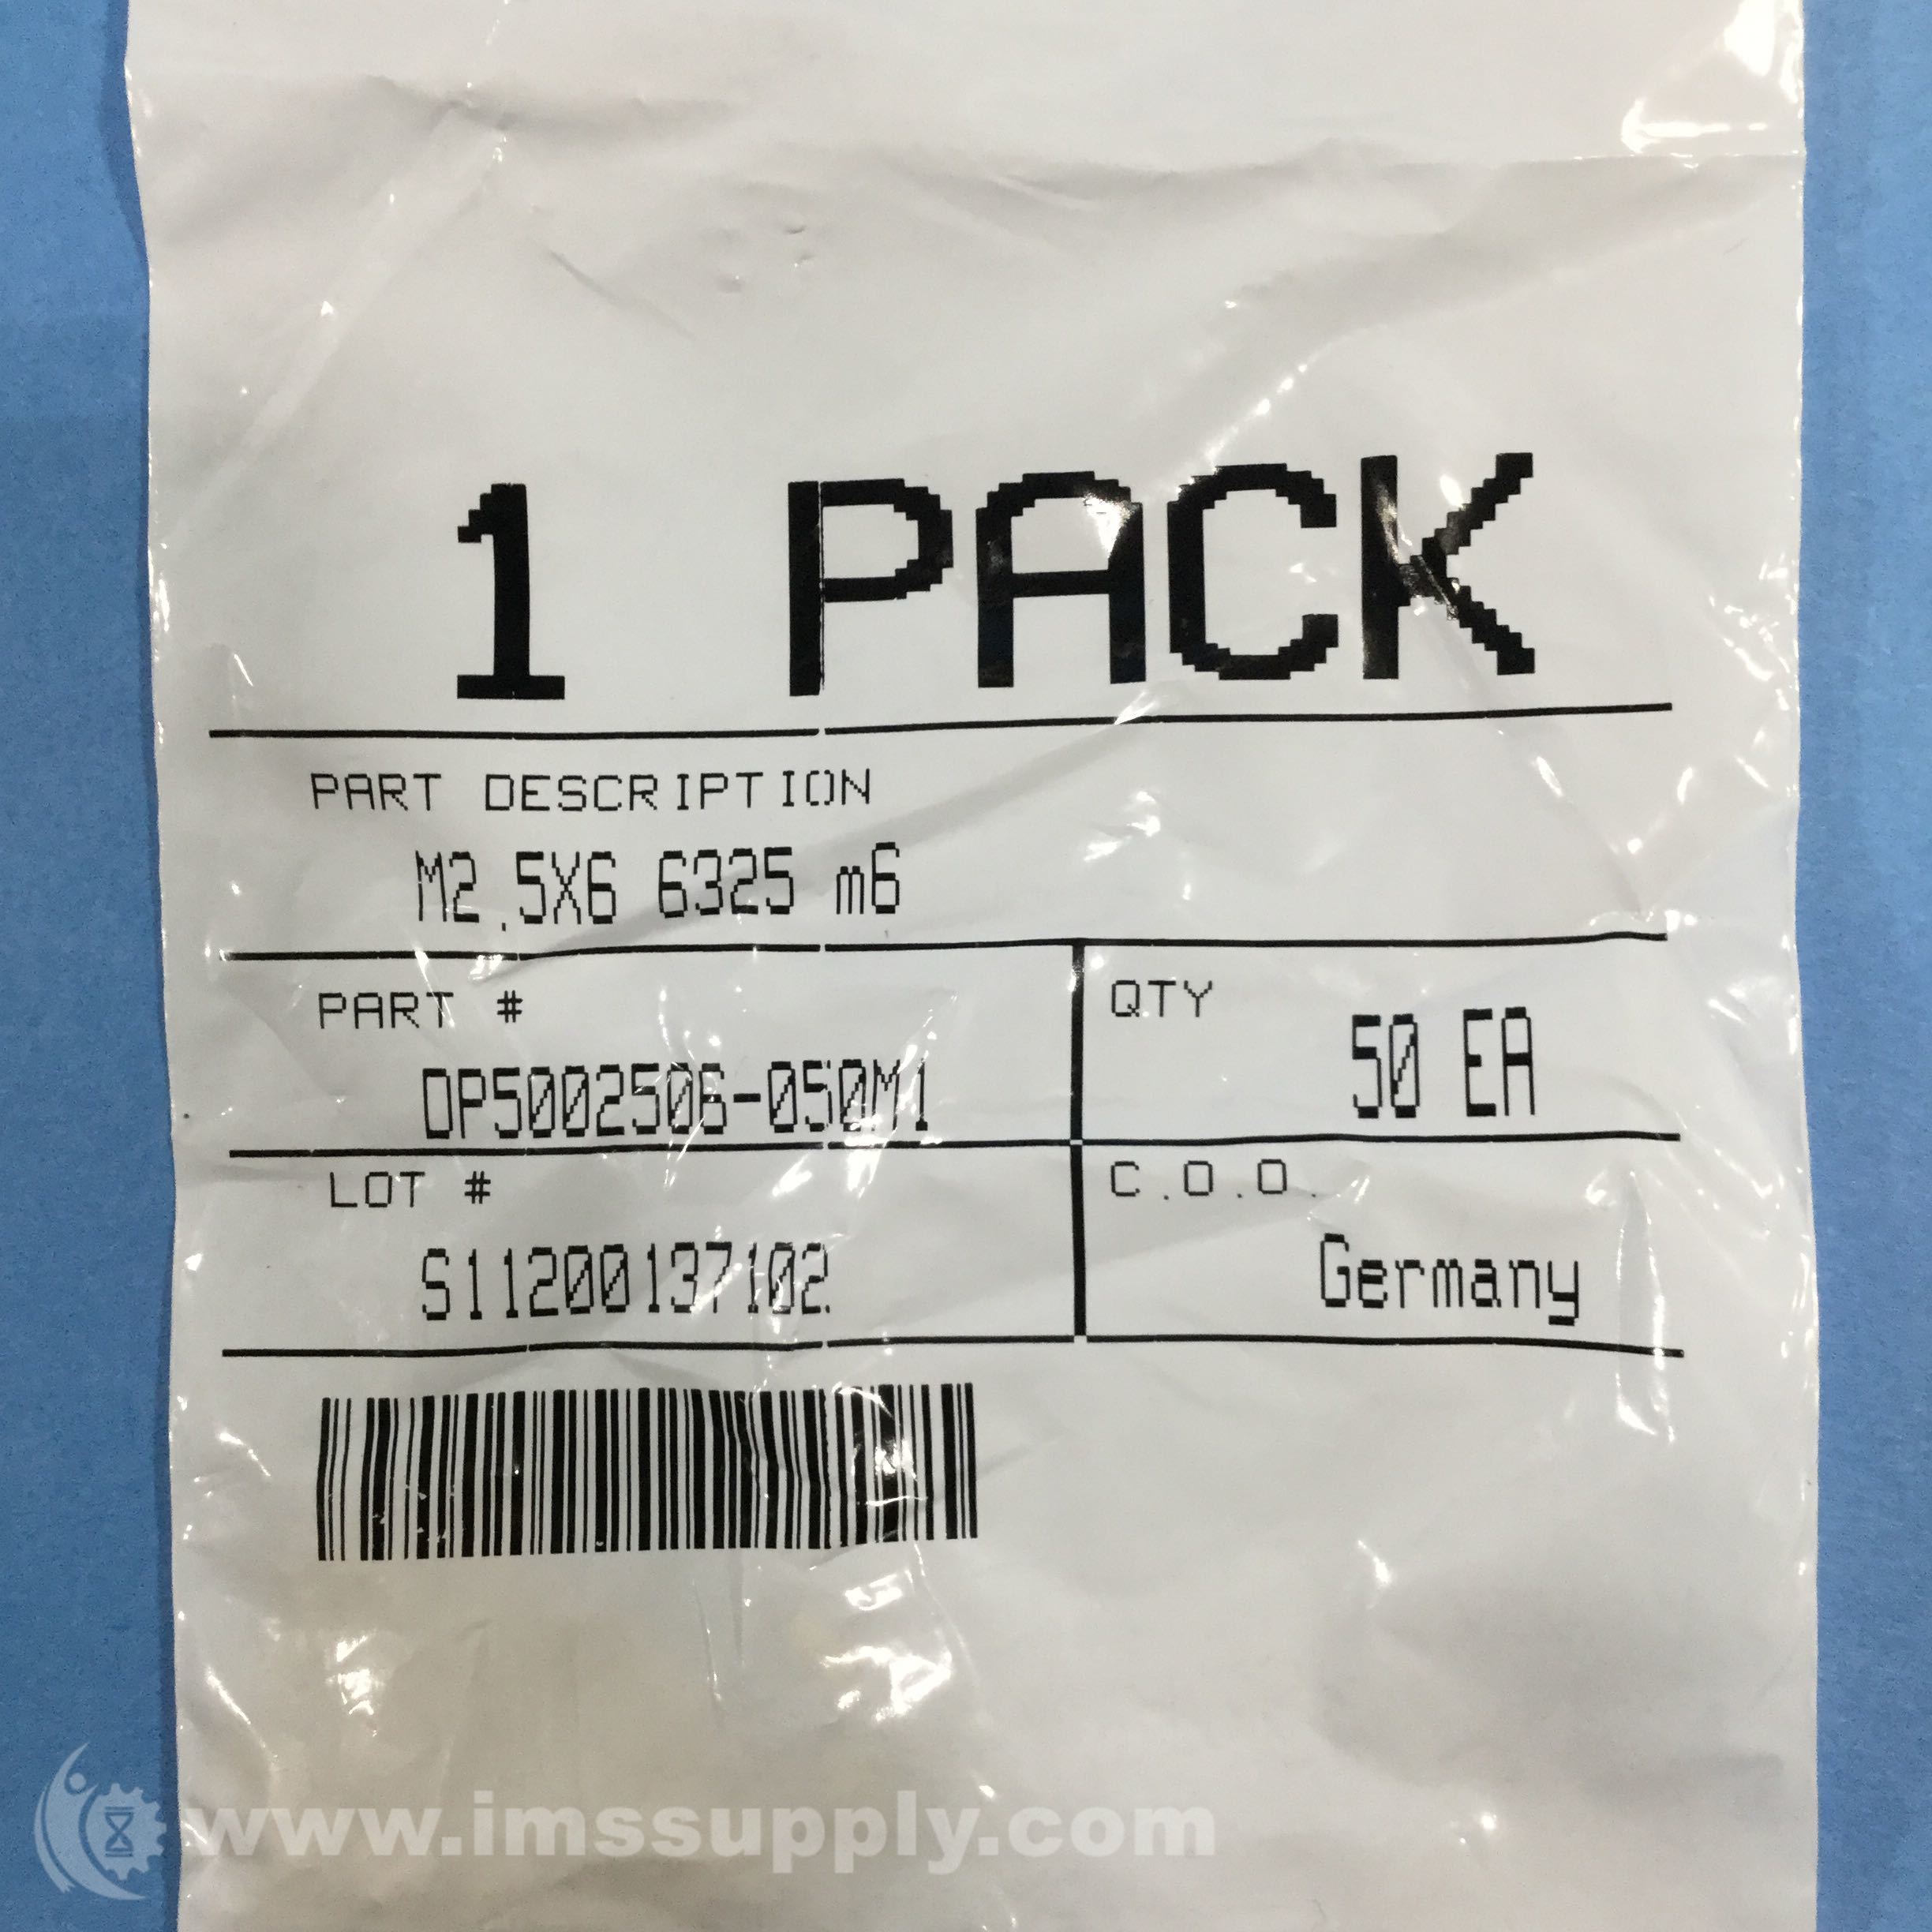 1 PACK
PART DESCRIPTION
M2.5X6 6325 m6
PART #
DP5002506-050M1
QTY
50 EA
LOT #
S11200137102
C.O.O.
Germany
www.imssupply.com